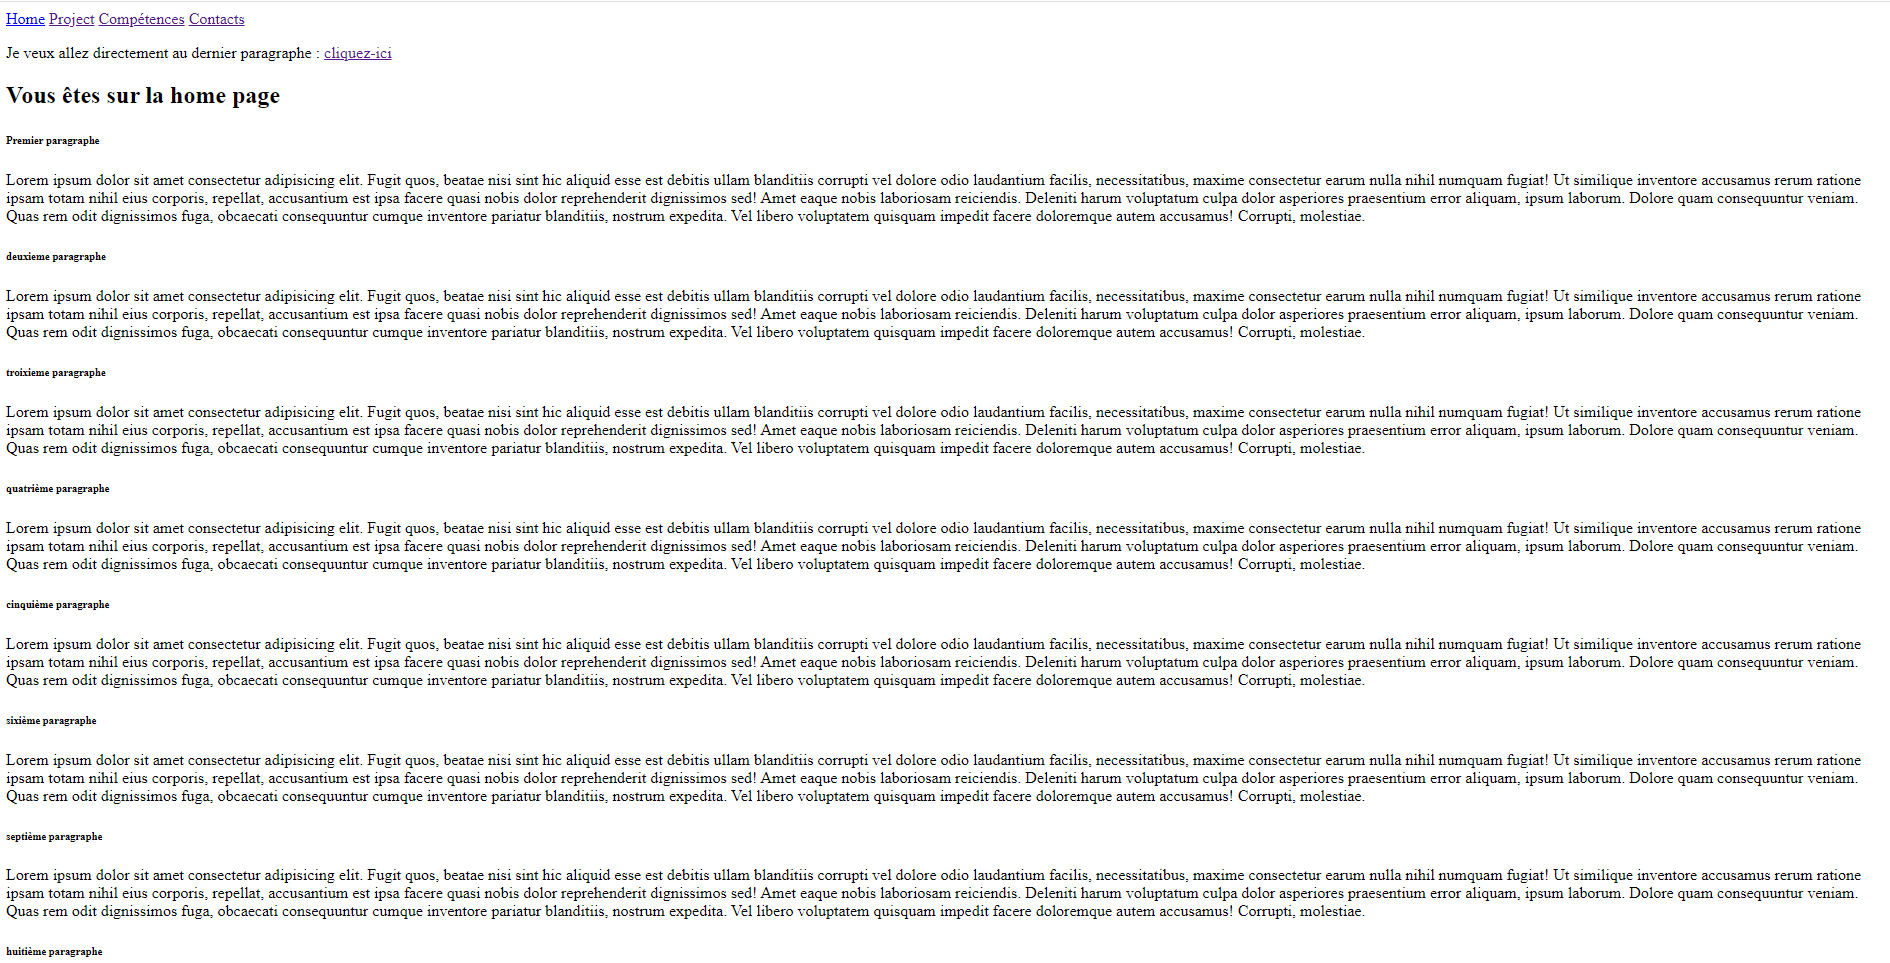 Home Project Compétences Contacts
Je veux allez directement au dernier paragraphe : cliquez-ici
Vous êtes sur la home page
Premier paragraphe
Lorem ipsum dolor sit amet consectetur adipisicing elit. Fugit quos, beatae nisi sint hic aliquid esse est debitis ullam blanditiis corrupti vel dolore odio laudantium facilis, necessitatibus, maxime consectetur earum nulla nihil numquam fugiat! Ut similique inventore accusamus rerum ratione
ipsam totam nihil eius corporis, repellat, accusantium est ipsa facere quasi nobis dolor reprehenderit dignissimos sed! Amet eaque nobis laboriosam reiciendis. Deleniti harum voluptatum culpa dolor asperiores praesentium error aliquam, ipsum laborum. Dolore quam consequuntur veniam.
Quas rem odit dignissimos fuga, obcaecati consequuntur cumque inventore pariatur blanditiis, nostrum expedita. Vel libero voluptatem quisquam impedit facere doloremque autem accusamus! Corrupti, molestiae.
deuxieme paragraphe
Lorem ipsum dolor sit amet consectetur adipisicing elit. Fugit quos, beatae nisi sint hic aliquid esse est debitis ullam blanditiis corrupti vel dolore odio laudantium facilis, necessitatibus, maxime consectetur earum nulla nihil numquam fugiat! Ut similique inventore accusamus rerum ratione
ipsam totam nihil eius corporis, repellat, accusantium est ipsa facere quasi nobis dolor reprehenderit dignissimos sed! Amet eaque nobis laboriosam reiciendis. Deleniti harum voluptatum culpa dolor asperiores praesentium error aliquam, ipsum laborum. Dolore quam consequuntur veniam.
Quas rem odit dignissimos fuga, obcaecati consequuntur cumque inventore pariatur blanditiis, nostrum expedita. Vel libero voluptatem quisquam impedit facere doloremque autem accusamus! Corrupti, molestiae.
troixieme paragraphe
Lorem ipsum dolor sit amet consectetur adipisicing elit. Fugit quos, beatae nisi sint hic aliquid esse est debitis ullam blanditiis corrupti vel dolore odio laudantium facilis, necessitatibus, maxime consectetur earum nulla nihil numquam fugiat! Ut similique inventore accusamus rerum ratione
ipsam totam nihil eius corporis, repellat, accusantium est ipsa facere quasi nobis dolor reprehenderit dignissimos sed! Amet eaque nobis laboriosam reiciendis. Deleniti harum voluptatum culpa dolor asperiores praesentium error aliquam, ipsum laborum. Dolore quam consequuntur veniam.
Quas rem odit dignissimos fuga, obcaecati consequuntur cumque inventore pariatur blanditiis, nostrum expedita. Vel libero voluptatem quisquam impedit facere doloremque autem accusamus! Corrupti, molestiae.
quatrième paragraphe
Lorem ipsum dolor sit amet consectetur adipisicing elit. Fugit quos, beatae nisi sint hic aliquid esse est debitis ullam blanditiis corrupti vel dolore odio laudantium facilis, necessitatibus, maxime consectetur earum nulla nihil numquam fugiat! Ut similique inventore accusamus rerum ratione
ipsam totam nihil eius corporis, repellat, accusantium est ipsa facere quasi nobis dolor reprehenderit dignissimos sed! Amet eaque nobis laboriosam reiciendis. Deleniti harum voluptatum culpa dolor asperiores praesentium error aliquam, ipsum laborum. Dolore quam consequuntur veniam.
Quas rem odit dignissimos fuga, obcaecati consequuntur cumque inventore pariatur blanditiis, nostrum expedita. Vel libero voluptatem quisquam impedit facere doloremque autem accusamus! Corrupti, molestiae.
cinquième paragraphe
Lorem ipsum dolor sit amet consectetur adipisicing elit. Fugit quos, beatae nisi sint hic aliquid esse est debitis ullam blanditiis corrupti vel dolore odio laudantium facilis, necessitatibus, maxime consectetur earum nulla nihil numquam fugiat! Ut similique inventore accusamus rerum ratione
ipsam totam nihil eius corporis, repellat, accusantium est ipsa facere quasi nobis dolor reprehenderit dignissimos sed! Amet eaque nobis laboriosam reiciendis. Deleniti harum voluptatum culpa dolor asperiores praesentium error aliquam, ipsum laborum. Dolore quam consequuntur veniam.
Quas rem odit dignissimos fuga, obcaecati consequuntur cumque inventore pariatur blanditiis, nostrum expedita. Vel libero voluptatem quisquam impedit facere doloremque autem accusamus! Corrupti, molestiae.
sixième paragraphe
Lorem ipsum dolor sit amet consectetur adipisicing elit. Fugit quos, beatae nisi sint hic aliquid esse est debitis ullam blanditiis corrupti vel dolore odio laudantium facilis, necessitatibus, maxime consectetur earum nulla nihil numquam fugiat! Ut similique inventore accusamus rerum ratione
ipsam totam nihil eius corporis, repellat, accusantium est ipsa facere quasi nobis dolor reprehenderit dignissimos sed! Amet eaque nobis laboriosam reiciendis. Deleniti harum voluptatum culpa dolor asperiores praesentium error aliquam, ipsum laborum. Dolore quam consequuntur veniam.
Quas rem odit dignissimos fuga, obcaecati consequuntur cumque inventore pariatur blanditiis, nostrum expedita. Vel libero voluptatem quisquam impedit facere doloremque autem accusamus! Corrupti, molestiae.
septième paragraphe
Lorem ipsum dolor sit amet consectetur adipisicing elit. Fugit quos, beatae nisi sint hic aliquid esse est debitis ullam blanditiis corrupti vel dolore odio laudantium facilis, necessitatibus, maxime consectetur earum nulla nihil numquam fugiat! Ut similique inventore accusamus rerum ratione
ipsam totam nihil eius corporis, repellat, accusantium est ipsa facere quasi nobis dolor reprehenderit dignissimos sed! Amet eaque nobis laboriosam reiciendis. Deleniti harum voluptatum culpa dolor asperiores praesentium error aliquam, ipsum laborum. Dolore quam consequuntur veniam.
Quas rem odit dignissimos fuga, obcaecati consequuntur cumque inventore pariatur blanditiis, nostrum expedita. Vel libero voluptatem quisquam impedit facere doloremque autem accusamus! Corrupti, molestiae.
huitième paragraphe